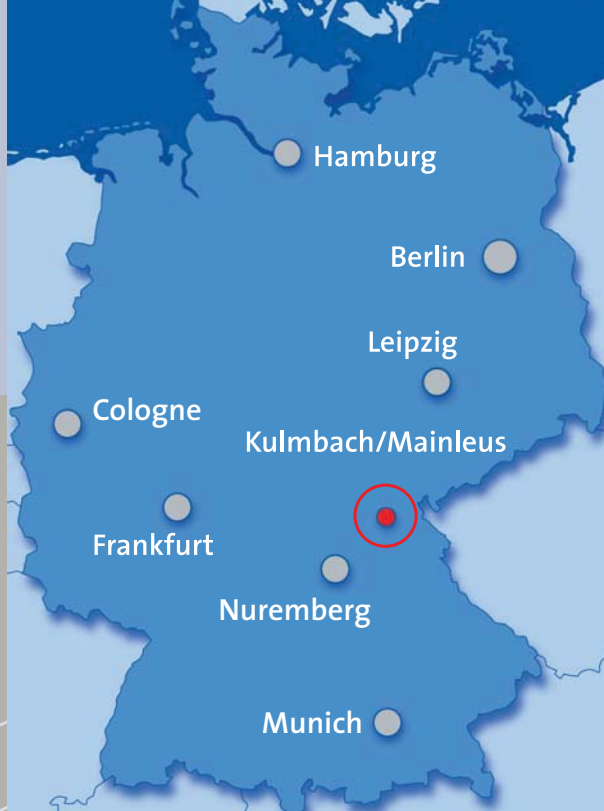 Hamburg
Berlin
Leipzig
Cologne
Kulmbach/Mainleus
Frankfurt
Nuremberg
Munich